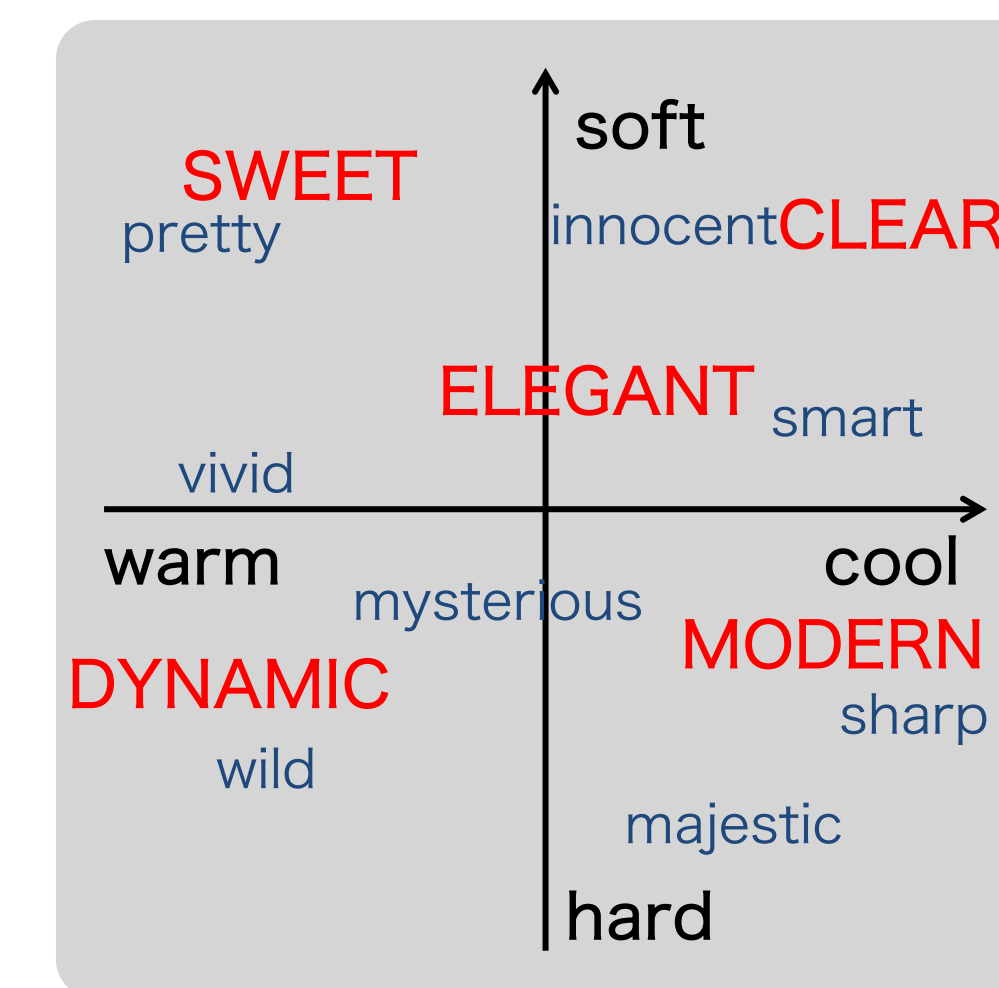 soft
SWEET
pretty
innocent CLEAR
ELEGANT
smart
vivid
warm
cool
mysterious
MODERN
DYNAMIC
sharp
wild
majestic
hard